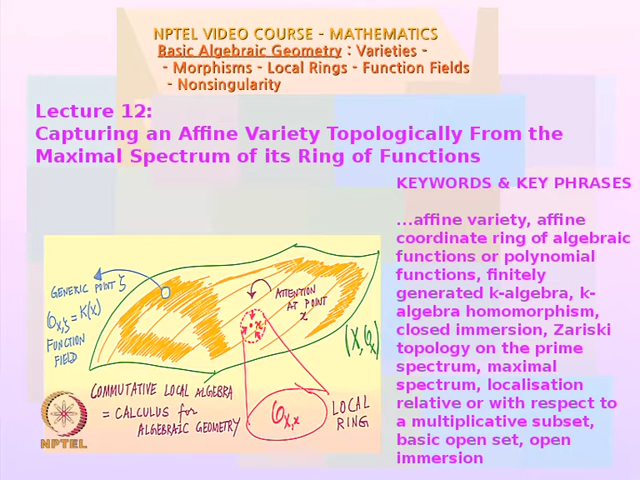 NPTEL VIDEO COURSE - MATHEMATICS
Basic Algebraic Geometry : Varieties -
- Morphisms - Local Rings - Function Fields
- Nonsingularity
Lecture 12:
Capturing an Affine Variety Topologically From the
Maximal Spectrum of its Ring of Functions
KEYWORDS & KEY PHRASES
...affine variety, affine
coordinate ring of algebraic
functions or polynomial
functions, finitely
generated k-algebra, k-
algebra homomorphism,
closed immersion, Zariski
topology on the prime
spectrum, maximal
spectrum, localisation
relative or with respect to
a multiplicative subset,
basic open set, open
immersion
GENERIC POINT ξ
O_X,ξ = K(X)
FUNCTION
FIELD
ATTENTION
AT POINT
x
(X, O_X)
COMMUTATIVE LOCAL ALGEBRA
= CALCULUS for
ALGEBRAIC GEOMETRY
O_X,x
LOCAL
RING
NPTEL